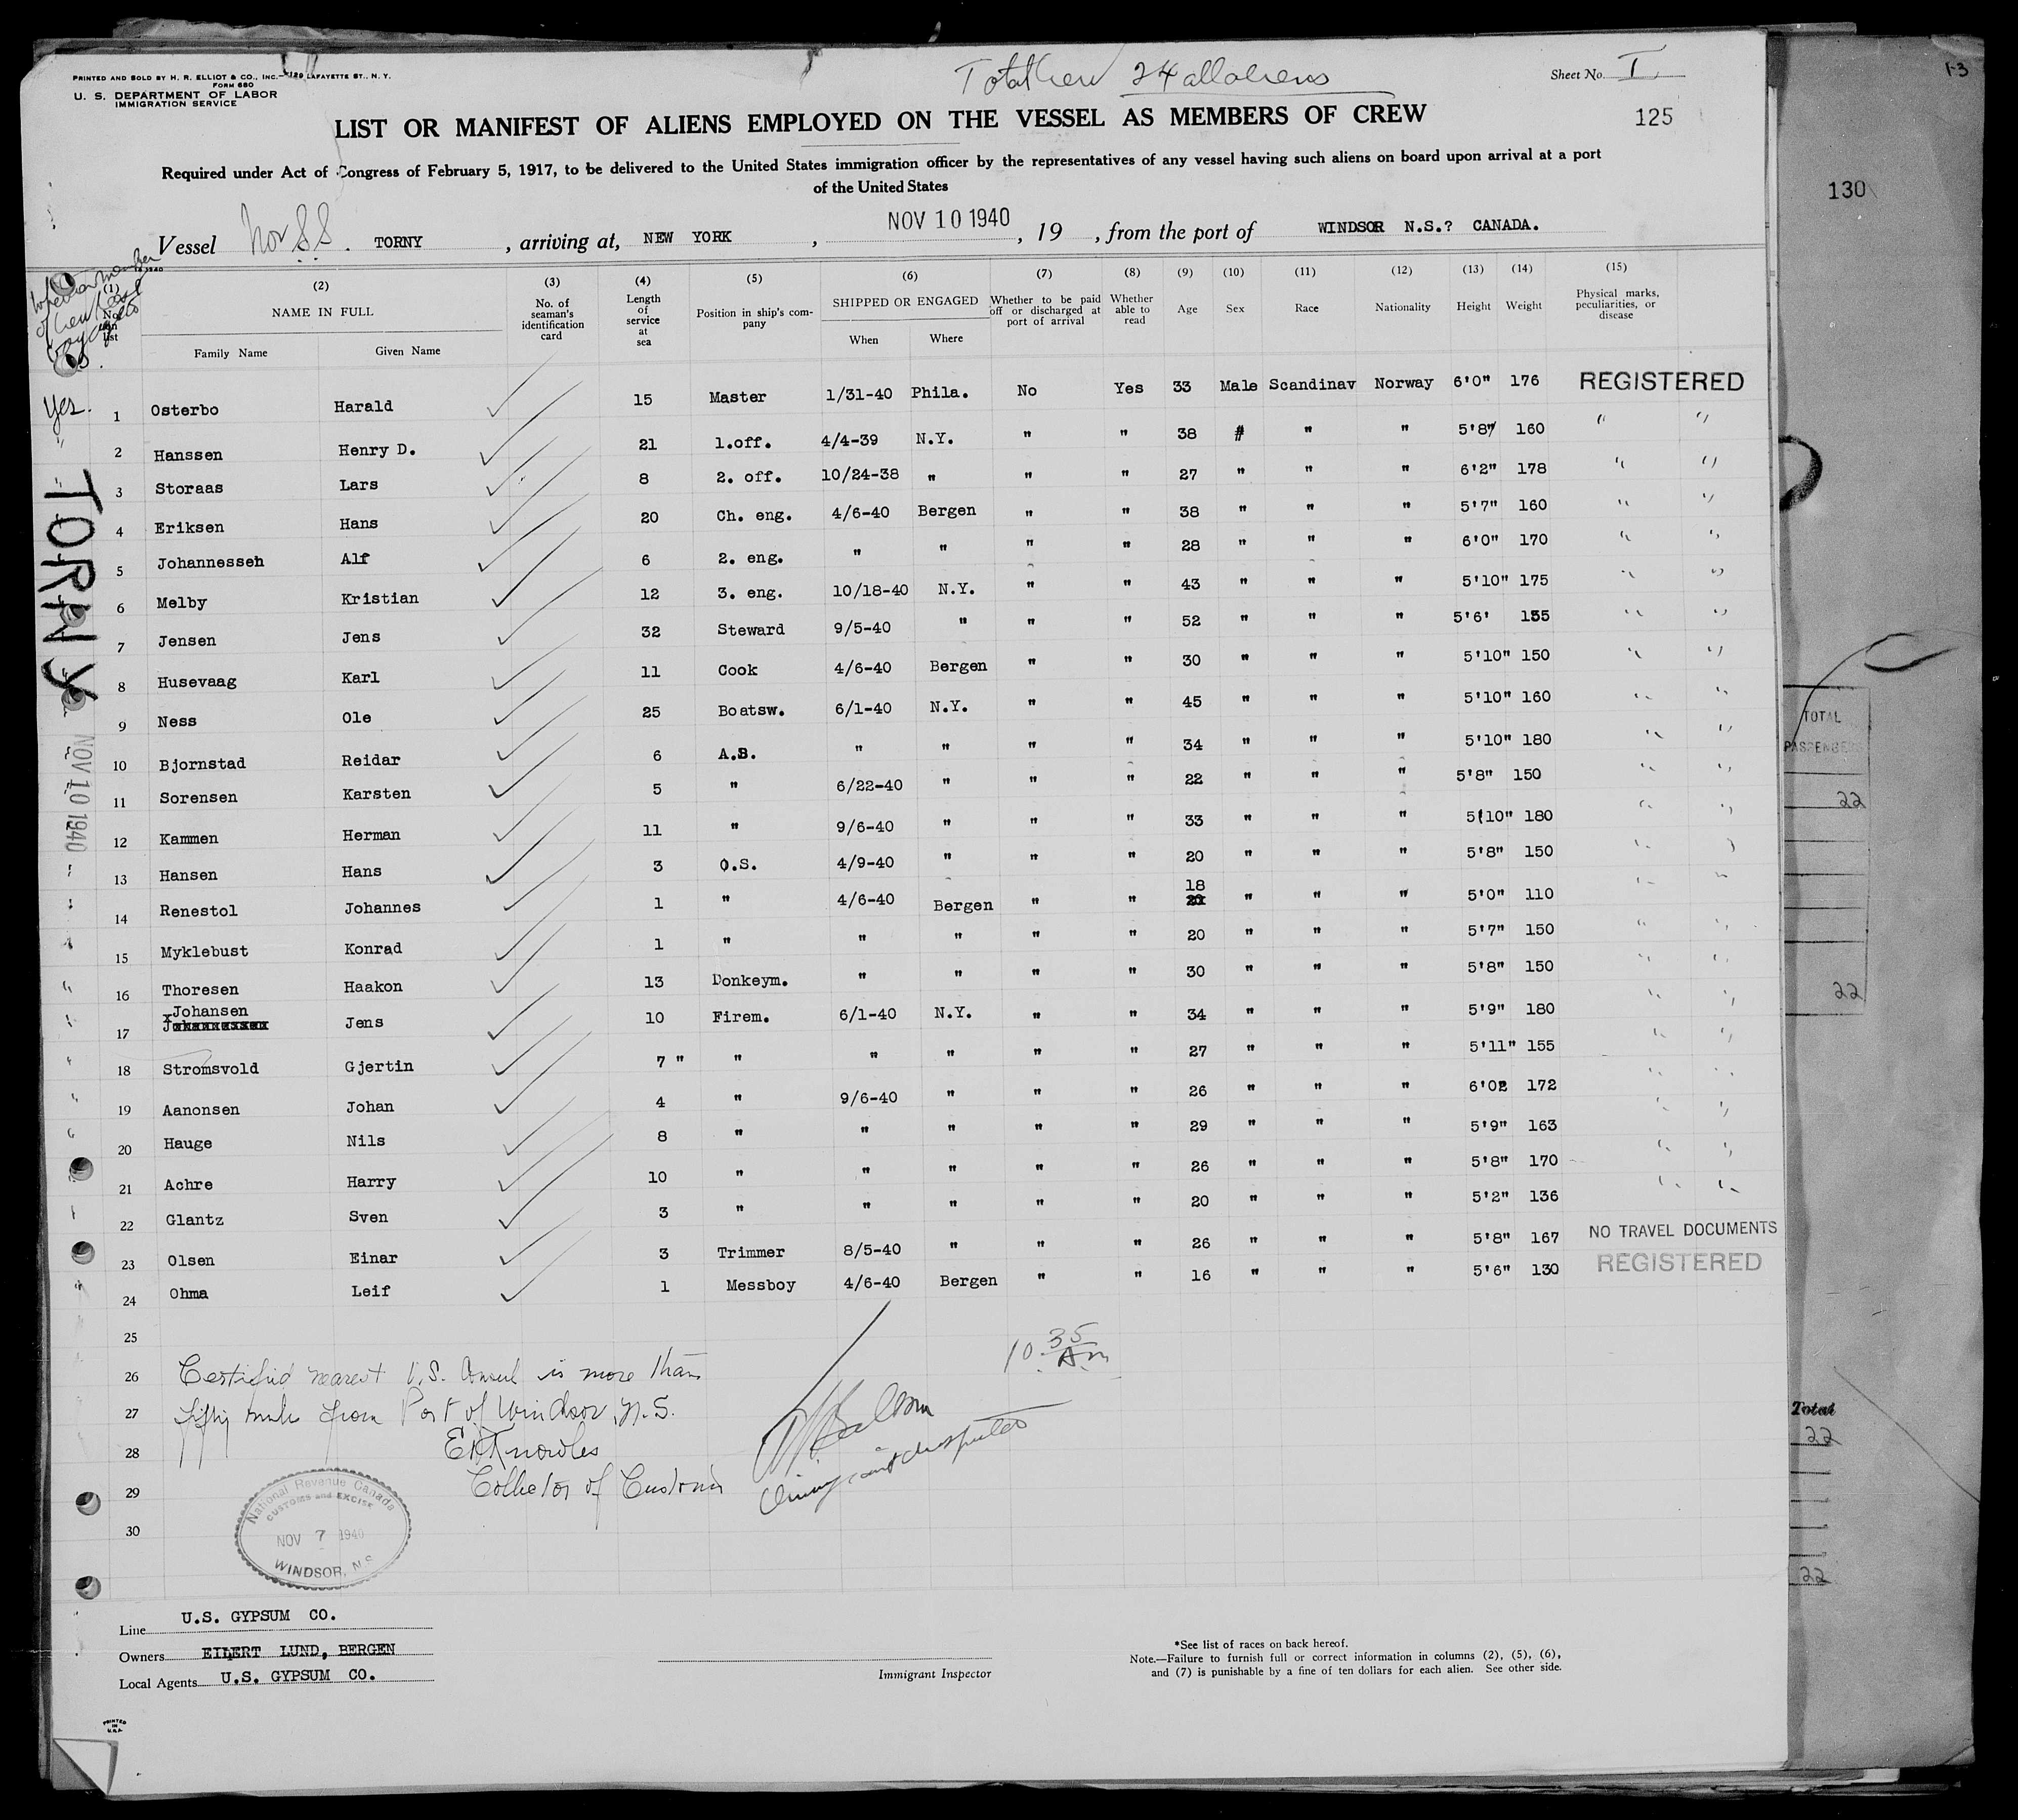 PRINTED AND SOLD BY H. R. ELLIOT & CO., INC.—129 LAFAYETTE ST., N. Y.
FORM 680
U. S. DEPARTMENT OF LABOR
IMMIGRATION SERVICE
Total Crew 24 all aliens
Sheet No. I
1-3
LIST OR MANIFEST OF ALIENS EMPLOYED ON THE VESSEL AS MEMBERS OF CREW
125
130
Required under Act of Congress of February 5, 1917, to be delivered to the United States immigration officer by the representatives of any vessel having such aliens on board upon arrival at a port
of the United States
Vessel Nor SS. TORNY, arriving at, NEW YORK, NOV 10 1940, 19, from the port of WINDSOR N.S.? CANADA.
(1) (2) (3) (4) (5) (6) (7) (8) (9) (10) (11) (12) (13) (14) (15)
No. on list
NAME IN FULL
Family Name Given Name
No. of seaman's identification card
Length of service at sea
Position in ship's company
SHIPPED OR ENGAGED
When Where
Whether to be paid off or discharged at port of arrival
Whether able to read
Age Sex Race Nationality Height Weight
Physical marks, peculiarities, or disease
Yes.
TORNY
NOV 10 1940
1 Osterbo Harald 15 Master 1/31-40 Phila. No Yes 33 Male Scandinav Norway 6'0" 176 REGISTERED
2 Hanssen Henry D. 21 1.off. 4/4-39 N.Y. " " 38 # " " 5'8" 160 " "
3 Storaas Lars 8 2. off. 10/24-38 " " " 27 " " " 6'2" 178 " "
4 Eriksen Hans 20 Ch. eng. 4/6-40 Bergen " " 38 " " " 5'7" 160 " "
5 Johannesseh Alf 6 2. eng. " " " " 28 " " " 6'0" 170 " "
6 Melby Kristian 12 3. eng. 10/18-40 N.Y. " " 43 " " " 5'10" 175 " "
7 Jensen Jens 32 Steward 9/5-40 " " " 52 " " " 5'6' 135 " "
8 Husevaag Karl 11 Cook 4/6-40 Bergen " " 30 " " " 5'10" 150 " "
9 Ness Ole 25 Boatsw. 6/1-40 N.Y. " " 45 " " " 5'10" 160 " "
10 Bjornstad Reidar 6 A.B. " " " " 34 " " " 5'10" 180 " "
11 Sorensen Karsten 5 " 6/22-40 " " " 22 " " " 5'8" 150 " "
12 Kammen Herman 11 " 9/6-40 " " " 33 " " " 5'10" 180 " "
13 Hansen Hans 3 O.S. 4/9-40 " " " 20 " " " 5'8" 150 " "
14 Renestol Johannes 1 " 4/6-40 Bergen " " 18 " " " 5'0" 110 " "
15 Myklebust Konrad 1 " " " " " 20 " " " 5'7" 150 " "
16 Thoresen Haakon 13 Donkeym. " " " " 30 " " " 5'8" 150 " "
17 Johansen Jens 10 Firem. 6/1-40 N.Y. " " 34 " " " 5'9" 180 " "
18 Stromsvold Gjertin 7 " " " " " " 27 " " " 5'11" 155 " "
19 Aanonsen Johan 4 " 9/6-40 " " " 26 " " " 6'0 172 " "
20 Hauge Nils 8 " " " " " 29 " " " 5'9" 163 " "
21 Achre Harry 10 " " " " " 26 " " " 5'8" 170 " "
22 Glantz Sven 3 " " " " " 20 " " " 5'2" 136 " "
23 Olsen Einar 3 Trimmer 8/5-40 " " " 26 " " " 5'8" 167 NO TRAVEL DOCUMENTS
24 Ohma Leif 1 Messboy 4/6-40 Bergen " " 16 " " " 5'6" 130 REGISTERED
25
26 Certified nearest U.S. Consul is more than
27 fifty miles from Port of Windsor, N.S.
28 Knowles
29 Collector of Customs
30
10 35 Am
National Revenue Canada
CUSTOMS and EXCISE
NOV 7 1940
WINDSOR, N.S.
Line U.S. GYPSUM CO.
Owners EILERT LUND, BERGEN
Local Agents U.S. GYPSUM CO.
Immigrant Inspector
*See list of races on back hereof.
Note.—Failure to furnish full or correct information in columns (2), (5), (6),
and (7) is punishable by a fine of ten dollars for each alien. See other side.
PRINTED
IN
U.S.A.
TOTAL
PASSENGERS
22
22
Total
22
22